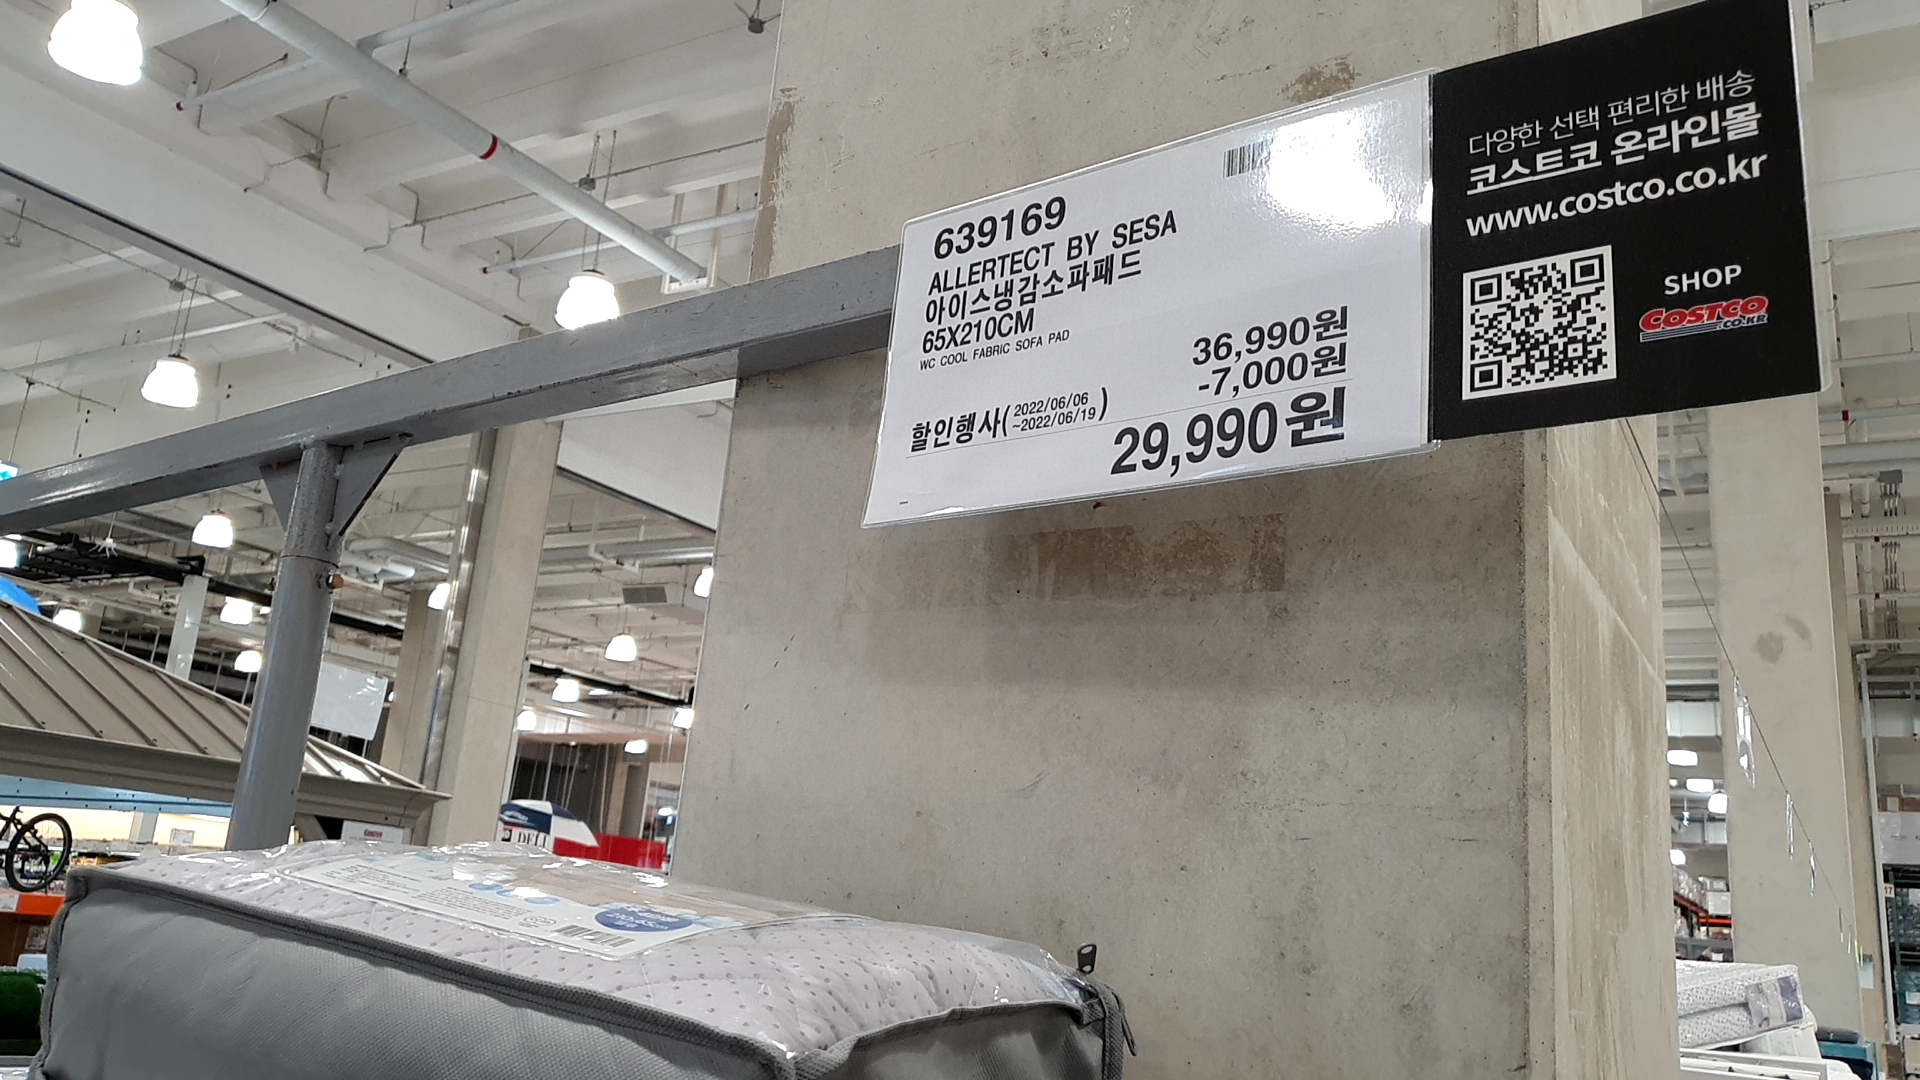 639169
ALLERTECT BY SESA
아이스냉감소파패드
65X210CM
WC COOL FABRIC SOFA PAD
36,990원
-7,000원
할인행사(2022/06/06
~2022/06/19)
29,990원
다양한 선택 편리한 배송
코스트코 온라인몰
www.costco.co.kr
SHOP
COSTCO
.CO.KR
DELI